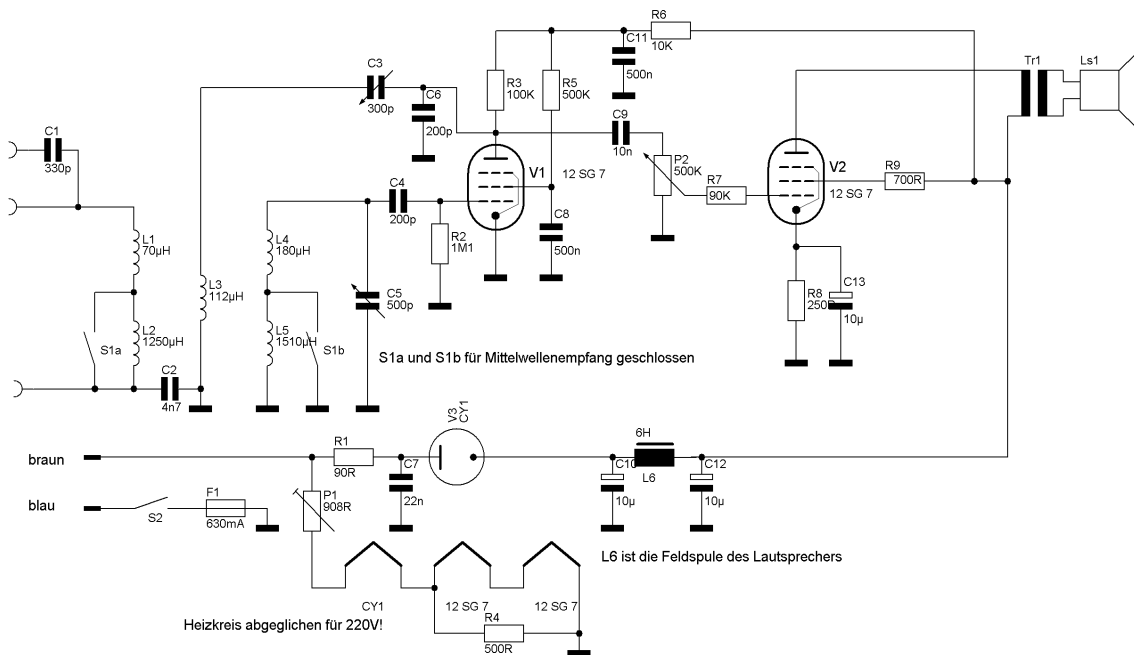 R6
10K
C11
500n
Tr1
Ls1
C3
300p
C6
200p
R3
100K
R5
500K
C9
10n
C1
330p
P2
500K
V1
12 SG 7
V2
12 SG 7
R7
90K
R9
700R
C4
200p
R2
1M1
C8
500n
L1
70µH
L4
180µH
L3
112µH
C5
500p
C13
10µ
R8
250R
L2
1250µH
L5
1510µH
S1a
S1b
S1a und S1b für Mittelwellenempfang geschlossen
C2
4n7
V3
CY1
braun
R1
90R
C7
22n
6H
L6
C10
10µ
C12
10µ
blau
S2
F1
630mA
P1
908R
L6 ist die Feldspule des Lautsprechers
CY1
12 SG 7
12 SG 7
Heizkreis abgeglichen für 220V!
R4
500R